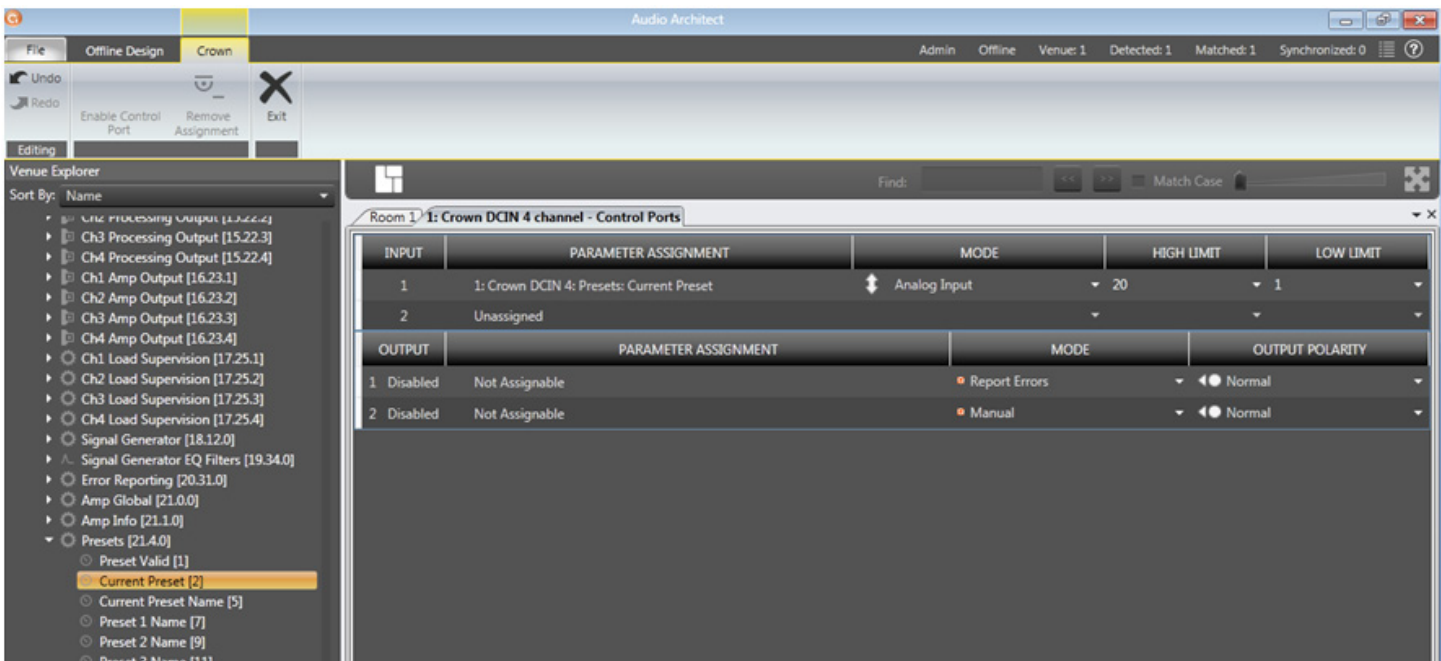 Audio Architect
File Offline Design Crown Admin Offline Venue: 1 Detected: 1 Matched: 1 Synchronized: 0
Undo
Redo
Enable Control Port
Remove Assignment
Exit
Editing
Venue Explorer
Sort By: Name
Find: << >> Match Case
Room 1 1: Crown DCIN 4 channel - Control Ports
Ch2 Processing Output [15.22.2]
Ch3 Processing Output [15.22.3]
Ch4 Processing Output [15.22.4]
Ch1 Amp Output [16.23.1]
Ch2 Amp Output [16.23.2]
Ch3 Amp Output [16.23.3]
Ch4 Amp Output [16.23.4]
Ch1 Load Supervision [17.25.1]
Ch2 Load Supervision [17.25.2]
Ch3 Load Supervision [17.25.3]
Ch4 Load Supervision [17.25.4]
Signal Generator [18.12.0]
Signal Generator EQ Filters [19.34.0]
Error Reporting [20.31.0]
Amp Global [21.0.0]
Amp Info [21.1.0]
Presets [21.4.0]
Preset Valid [1]
Current Preset [2]
Current Preset Name [5]
Preset 1 Name [7]
Preset 2 Name [9]
Preset 3 Name [11]
INPUT PARAMETER ASSIGNMENT MODE HIGH LIMIT LOW LIMIT
1 1: Crown DCIN 4: Presets: Current Preset Analog Input 20 1
2 Unassigned
OUTPUT PARAMETER ASSIGNMENT MODE OUTPUT POLARITY
1 Disabled Not Assignable Report Errors Normal
2 Disabled Not Assignable Manual Normal